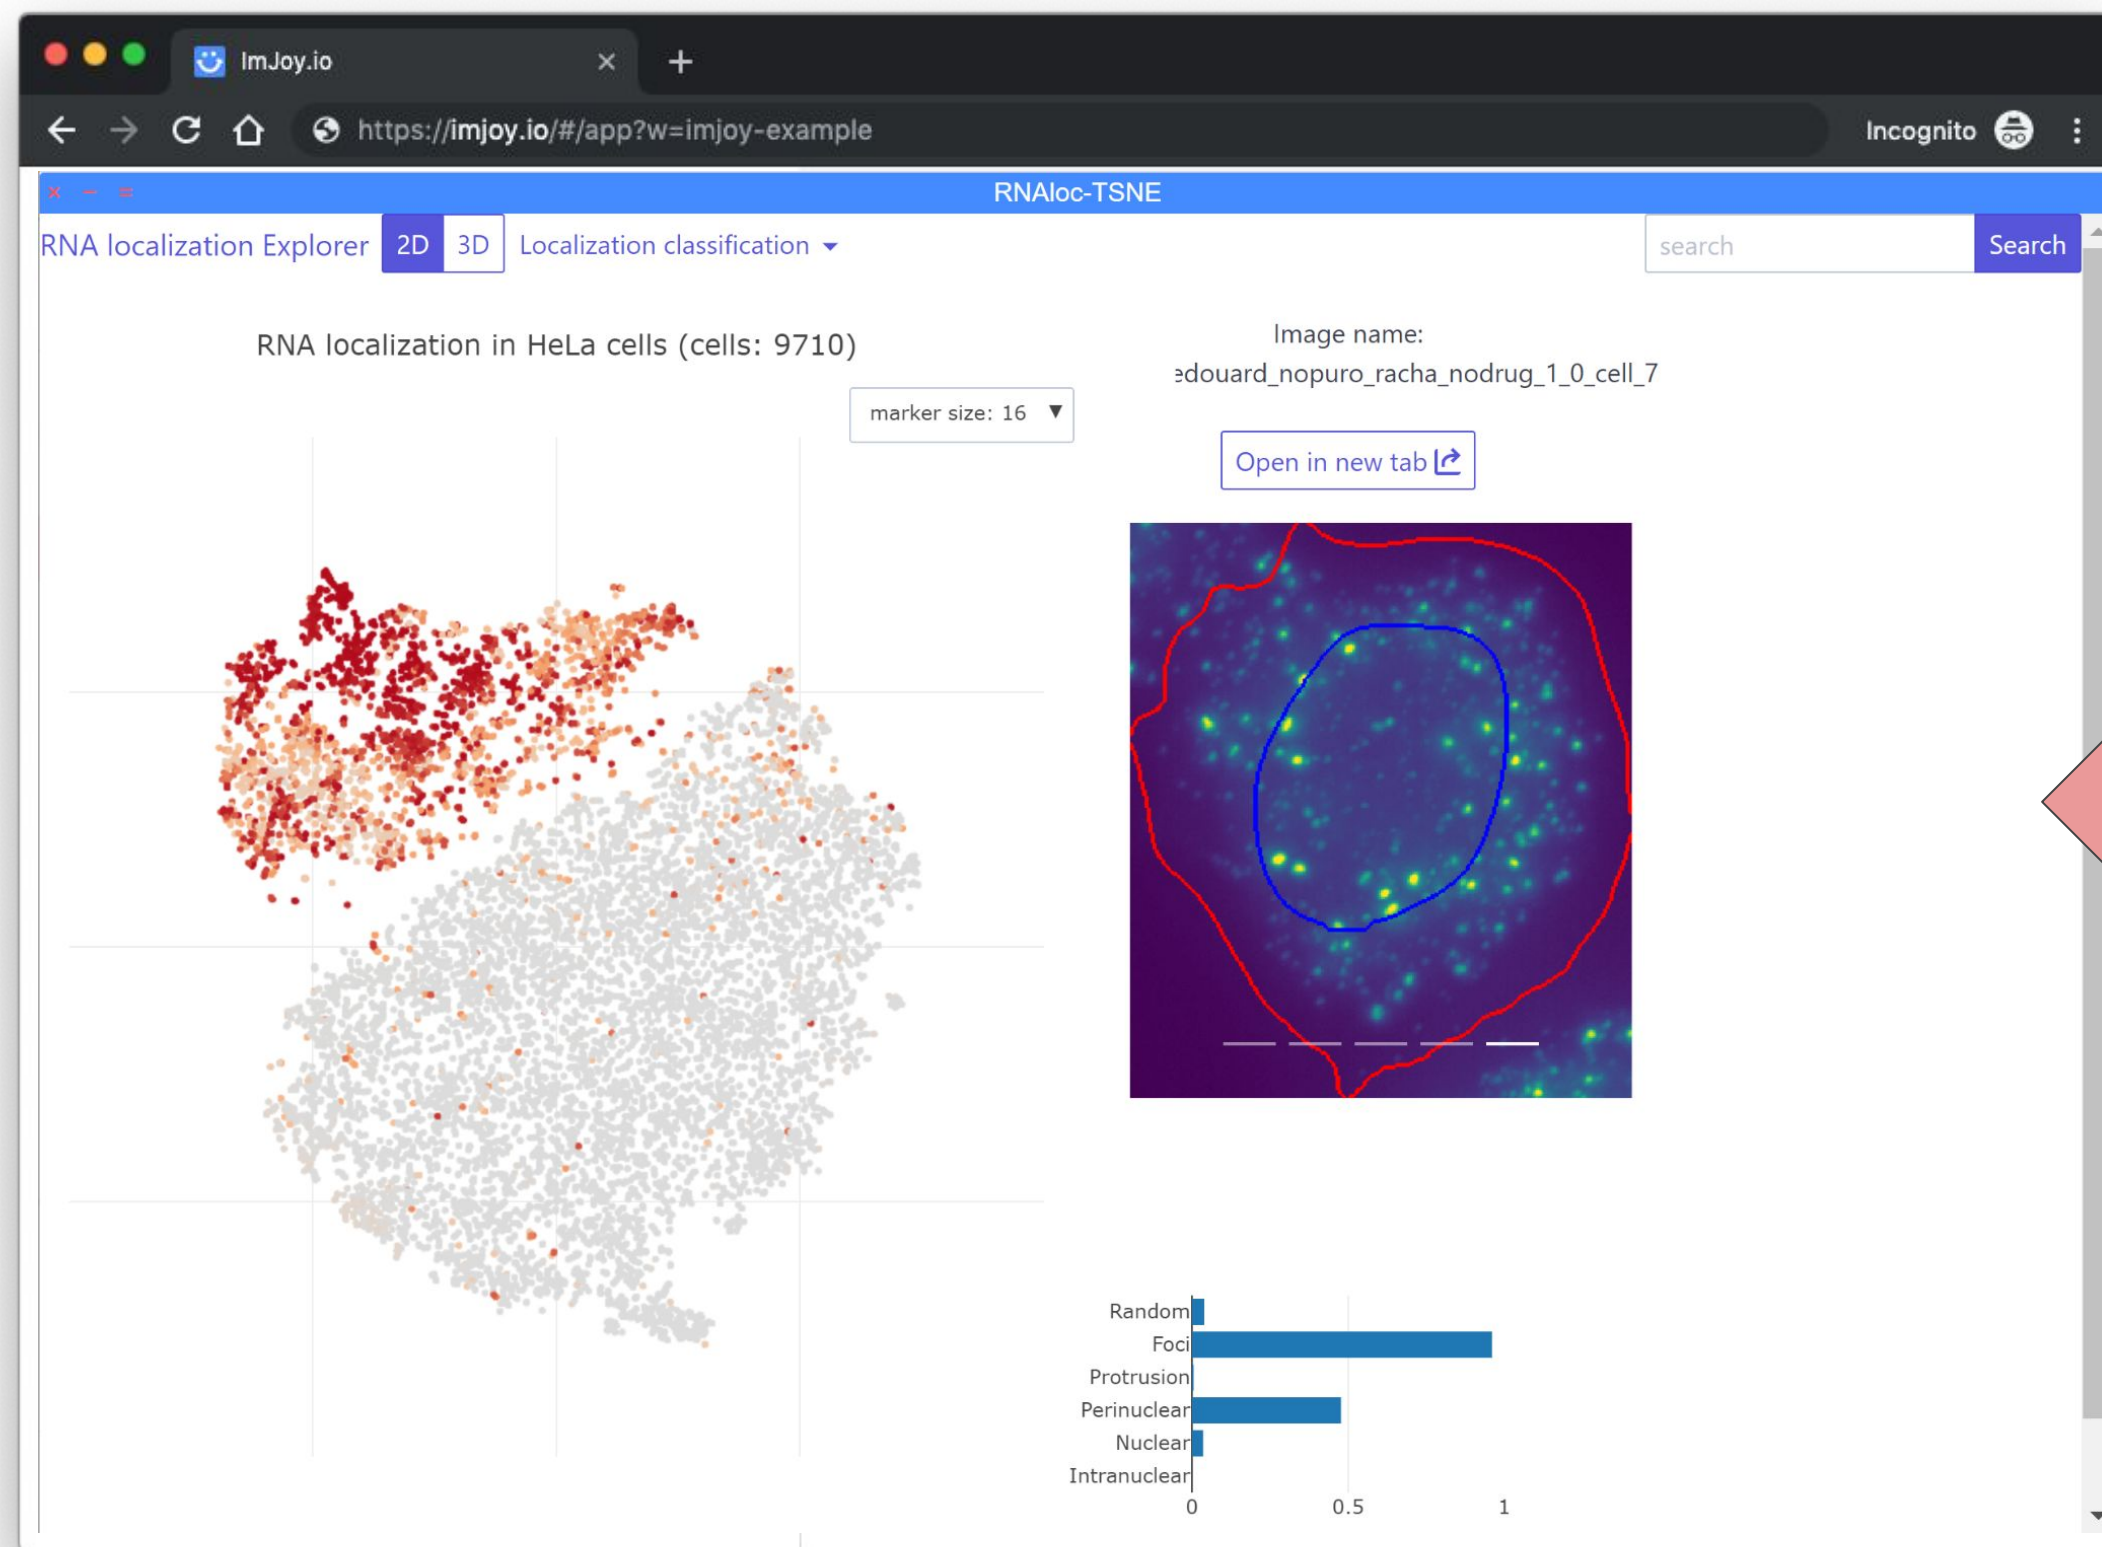 ImJoy.io
https://imjoy.io/#/app?w=imjoy-example
Incognito
RNAloc-TSNE
RNA localization Explorer 2D 3D Localization classification
search Search
RNA localization in HeLa cells (cells: 9710)
marker size: 16
Image name:
edouard_nopuro_racha_nodrug_1_0_cell_7
Open in new tab
Random
Foci
Protrusion
Perinuclear
Nuclear
Intranuclear
0 0.5 1